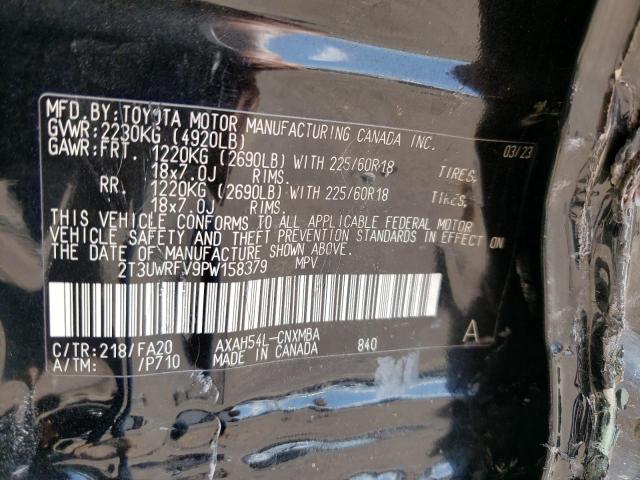 MFD.BY:TOYOTA MOTOR MANUFACTURING CANADA INC.
GVWR:2230KG (4920LB) 03/23
GAWR:FRT. 1220KG (2690LB) WITH 225/60R18 TIRES,
18x7.0J RIMS.
RR. 1220KG (2690LB) WITH 225/60R18 TIRES,
18x7.0J RIMS.
THIS VEHICLE CONFORMS TO ALL APPLICABLE FEDERAL MOTOR
VEHICLE SAFETY AND THEFT PREVENTION STANDARDS IN EFFECT ON
THE DATE OF MANUFACTURE SHOWN ABOVE.
2T3UWRFV9PW158379 MPV
C/TR:218/FA20 AXAH54L-CNXMBA 840 A
A/TM: /P710 MADE IN CANADA